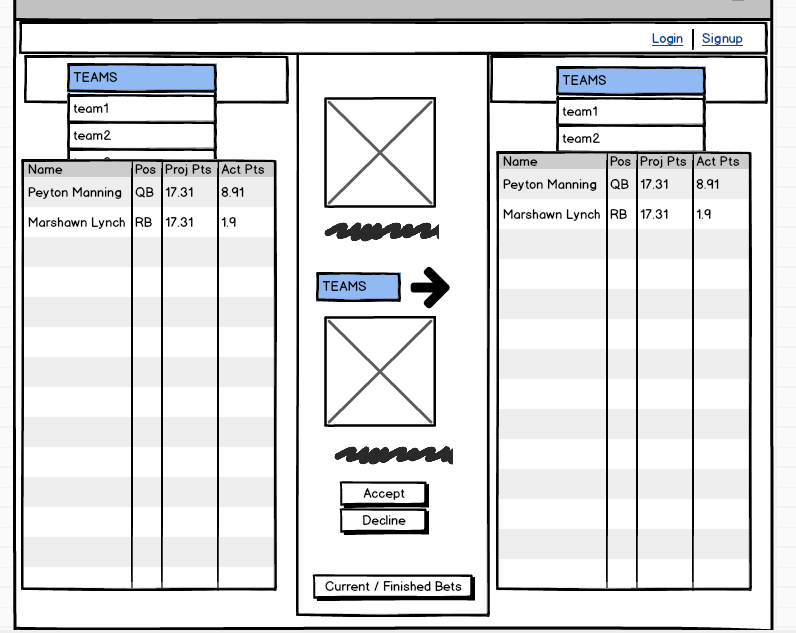 Login Signup
TEAMS
team1
team2
Name Pos Proj Pts Act Pts
Peyton Manning QB 17.31 8.91
Marshawn Lynch RB 17.31 1.9
TEAMS
Accept
Decline
Current / Finished Bets
TEAMS
team1
team2
Name Pos Proj Pts Act Pts
Peyton Manning QB 17.31 8.91
Marshawn Lynch RB 17.31 1.9